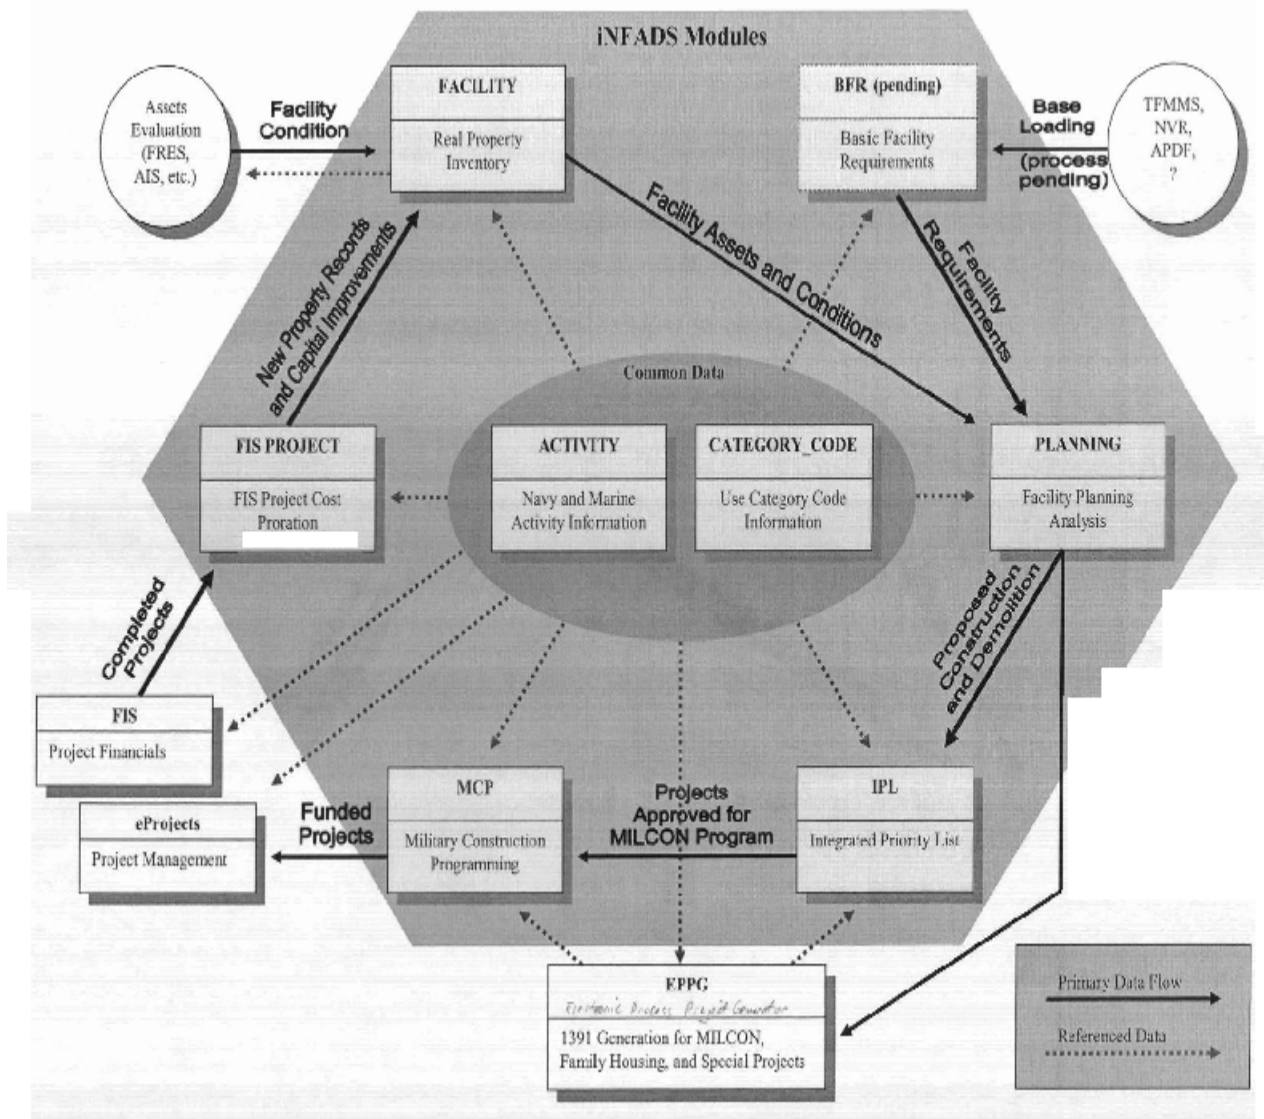 iNFADS Modules
Assets
Evaluation
(FRES,
AIS, etc.)
Facility
Condition
FACILITY
Real Property
Inventory
BFR (pending)
Basic Facility
Requirements
Base
Loading
(process
pending)
TFMMS,
NVR,
APDF,
?
New Property Records
and Capital Improvements
Facility Assets and Conditions
Facility
Requirements
Common Data
FIS PROJECT
FIS Project Cost
Proration
ACTIVITY
Navy and Marine
Activity Information
CATEGORY_CODE
Use Category Code
Information
PLANNING
Facility Planning
Analysis
Completed
Projects
Proposed
Construction
and Demolition
FIS
Project Financials
eProjects
Project Management
Funded
Projects
MCP
Military Construction
Programming
Projects
Approved for
MILCON Program
IPL
Integrated Priority List
EPPG
Electronic Process Project Generator
1391 Generation for MILCON,
Family Housing, and Special Projects
Primary Data Flow
Referenced Data